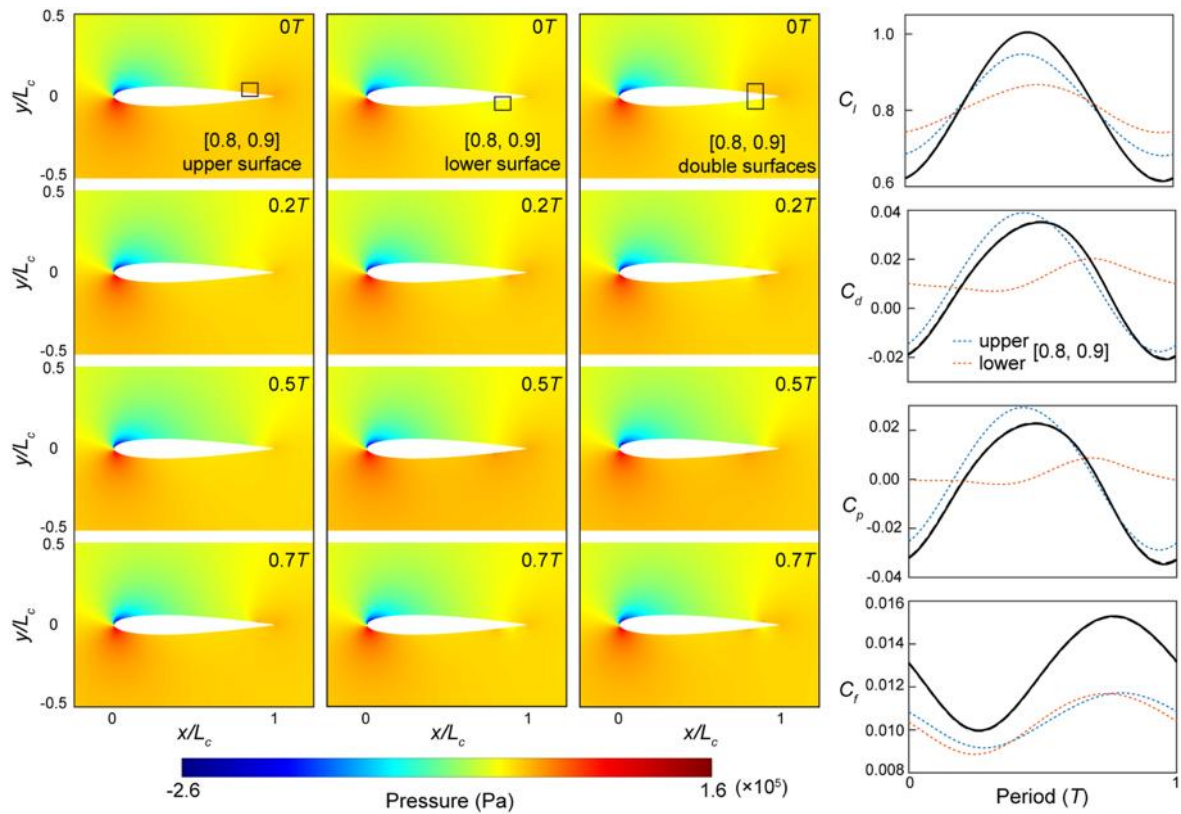 0.5
y/Lc
0
-0.5
0T
[0.8, 0.9]
upper surface
0T
[0.8, 0.9]
lower surface
0T
[0.8, 0.9]
double surfaces
0.5
y/Lc
0
-0.5
0.2T
0.2T
0.2T
0.5
y/Lc
0
-0.5
0.5T
0.5T
0.5T
0.5
y/Lc
0
-0.5
0.7T
0.7T
0.7T
0 1
x/Lc
0 1
x/Lc
0 1
x/Lc
-2.6 1.6 (×10⁵)
Pressure (Pa)
1.0
Cl
0.8
0.6
0.04
0.02
Cd
0.00
-0.02
upper
lower
[0.8, 0.9]
0.02
0.00
Cp
-0.02
-0.04
0.016
0.014
Cf
0.012
0.010
0.008
0 1
Period (T)